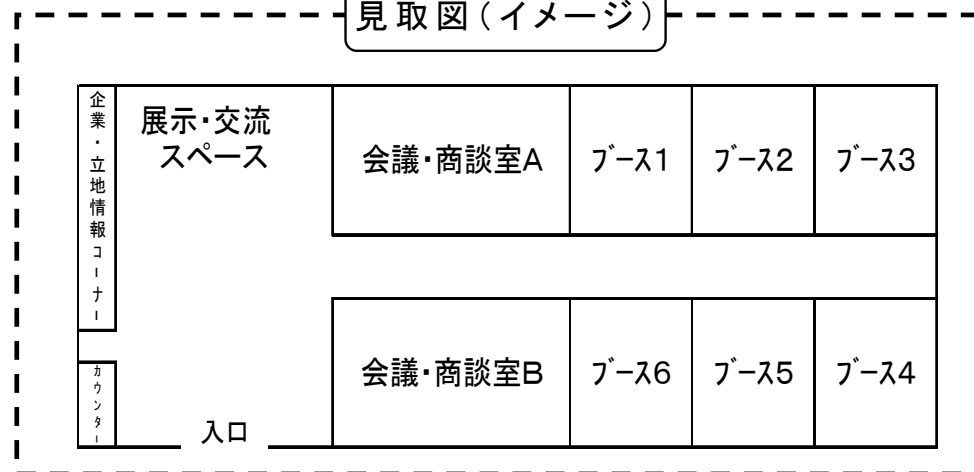 見取図(イメージ)
企業・立地情報コーナー
展示・交流
スペース
会議・商談室A
ﾌﾞｰｽ1
ﾌﾞｰｽ2
ﾌﾞｰｽ3
カウンター
入口
会議・商談室B
ﾌﾞｰｽ6
ﾌﾞｰｽ5
ﾌﾞｰｽ4